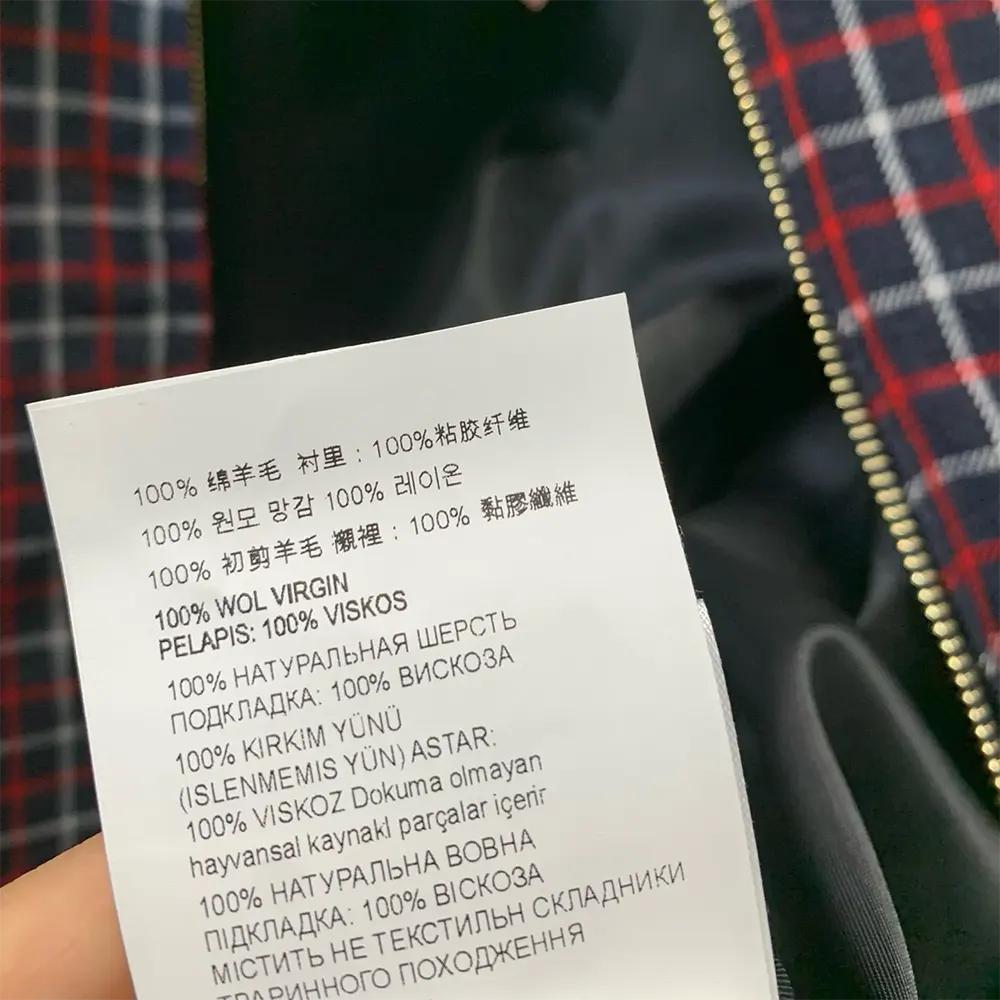 100% 绵羊毛 衬里：100%粘胶纤维
100% 원모 망감 100% 레이온
100% 初剪羊毛 襯裡：100% 黏膠纖維
100% WOL VIRGIN
PELAPIS: 100% VISKOS
100% НАТУРАЛЬНАЯ ШЕРСТЬ
ПОДКЛАДКА: 100% ВИСКОЗА
100% KIRKIM YÜNÜ
(ISLENMEMIS YÜN) ASTAR:
100% VISKOZ Dokuma olmayan
hayvansal kaynakl parçalar içerir
100% НАТУРАЛЬНА ВОВНА
ПІДКЛАДКА: 100% ВІСКОЗА
МІСТИТЬ НЕ ТЕКСТИЛЬН СКЛАДНИКИ
ТВАРИННОГО ПОХОДЖЕННЯ